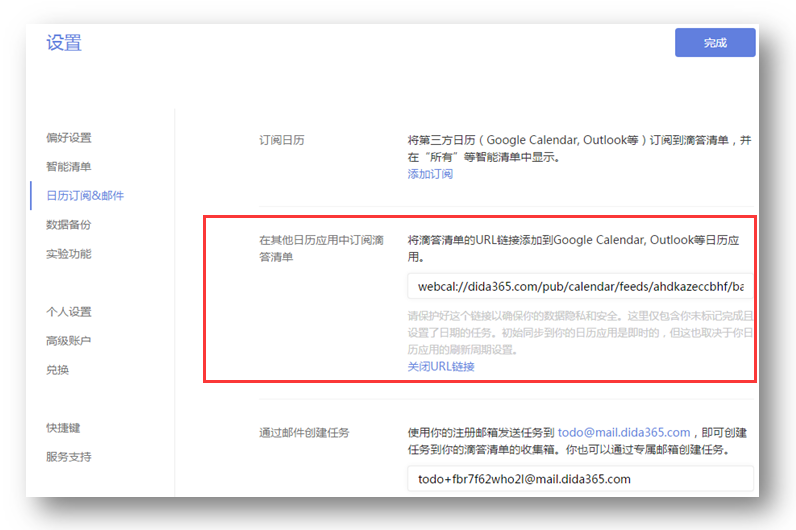 设置
完成
偏好设置
智能清单
日历订阅&邮件
数据备份
实验功能
个人设置
高级账户
兑换
快捷键
服务支持
订阅日历
将第三方日历（Google Calendar, Outlook等）订阅到滴答清单，并
在“所有”等智能清单中显示。
添加订阅
在其他日历应用中订阅滴
答清单
将滴答清单的URL链接添加到Google Calendar, Outlook等日历应
用。
webcal://dida365.com/pub/calendar/feeds/ahdkazeccbhf/ba
请保护好这个链接以确保你的数据隐私和安全。这里仅包含你未标记完成且
设置了日期的任务。初始同步到你的日历应用是即时的，但这也取决于你日
历应用的刷新周期设置。
关闭URL链接
通过邮件创建任务
使用你的注册邮箱发送任务到 todo@mail.dida365.com，即可创建
任务到你的滴答清单的收集箱。你也可以通过专属邮箱创建任务。
todo+fbr7f62who2l@mail.dida365.com